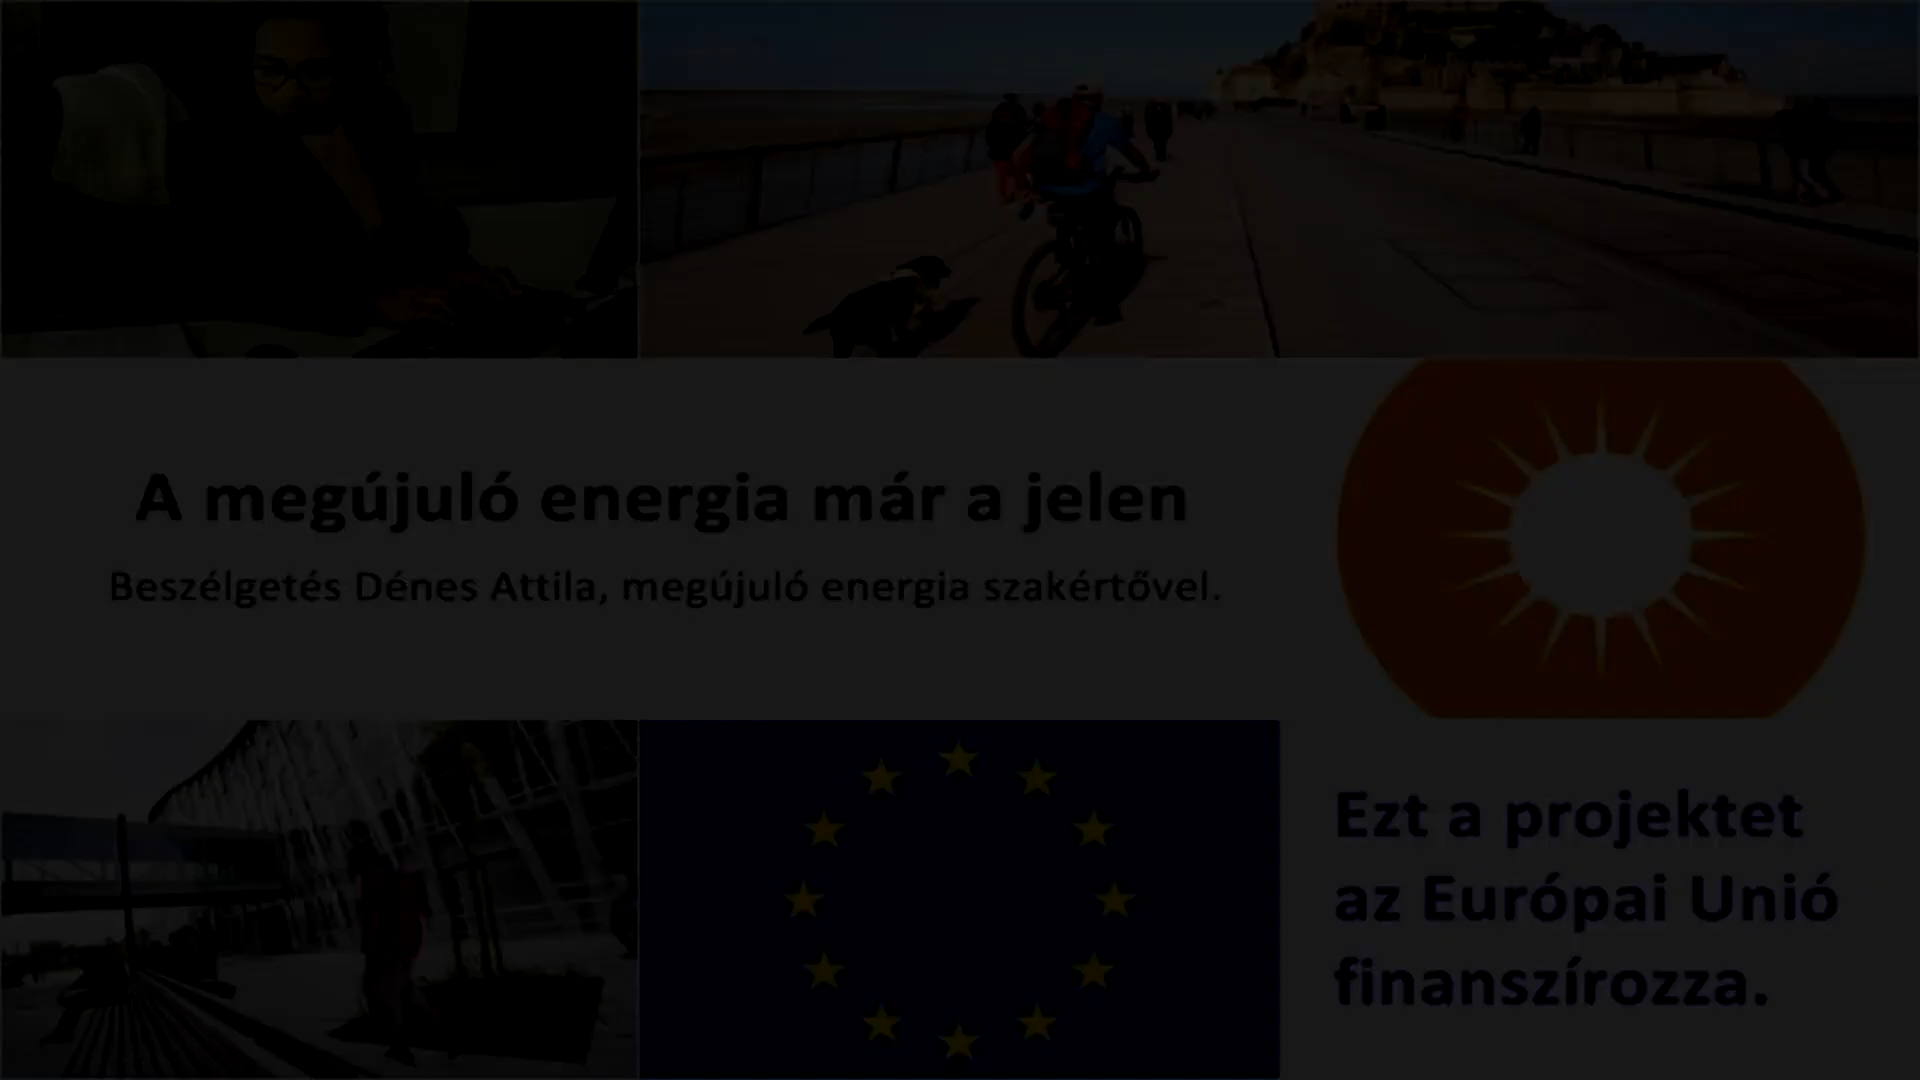 A megújuló energia már a jelen
Beszélgetés Dénes Attila, megújuló energia szakértővel.
Ezt a projektet
az Európai Unió
finanszírozza.